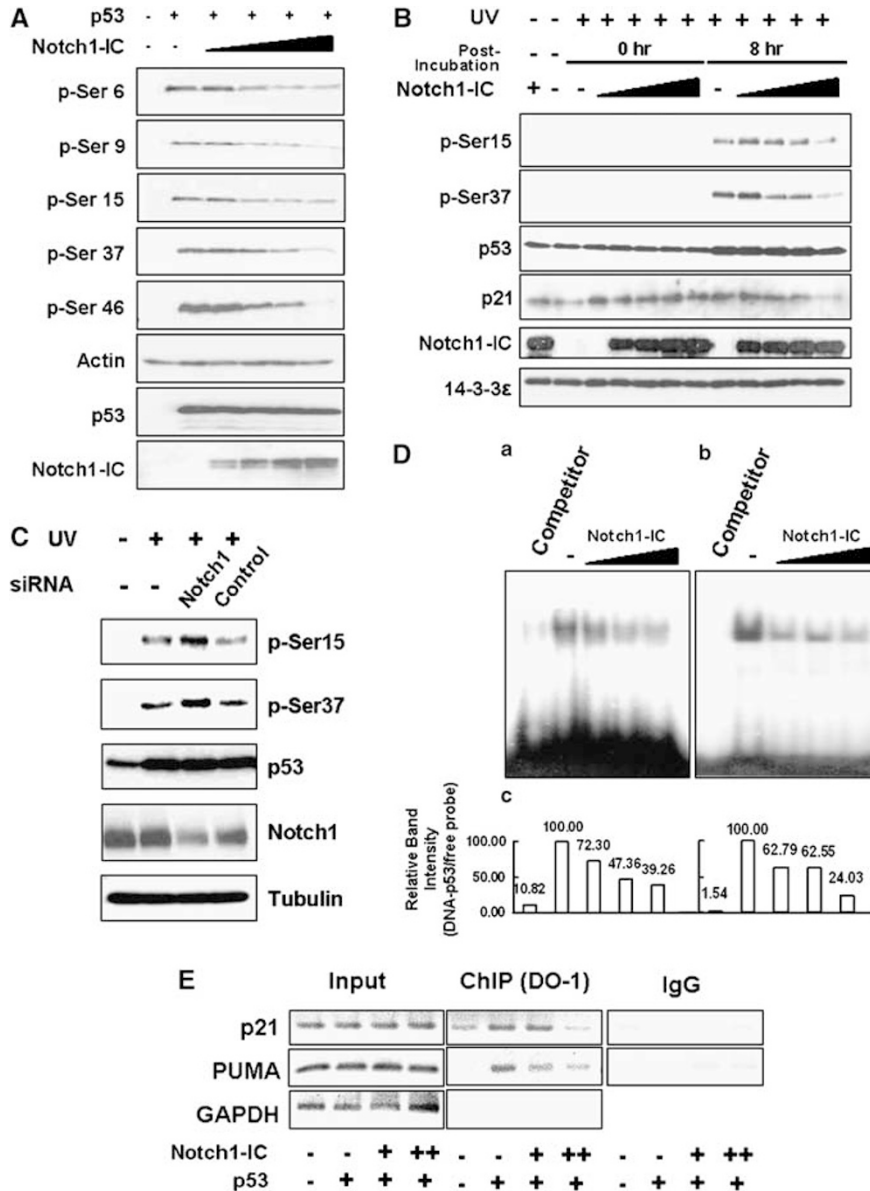 A
p53 - + + + + +
Notch1-IC - -
p-Ser 6
p-Ser 9
p-Ser 15
p-Ser 37
p-Ser 46
Actin
p53
Notch1-IC
B
UV - - + + + + + + + + + +
Post-Incubation - - 0 hr 8 hr
Notch1-IC + - - -
p-Ser15
p-Ser37
p53
p21
Notch1-IC
14-3-3ε
C
UV - + + +
siRNA - - Notch1 Control
p-Ser15
p-Ser37
p53
Notch1
Tubulin
D
a
Competitor
- Notch1-IC
b
Competitor
- Notch1-IC
c
Relative Band Intensity (DNA-p53/free probe)
100.00
50.00
0.00
10.82 100.00 72.30 47.36 39.26
1.54 100.00 62.79 62.55 24.03
E
Input ChIP (DO-1) IgG
p21
PUMA
GAPDH
Notch1-IC - - + ++ - - + ++ - - + ++
p53 - + + + - + + + - + + +